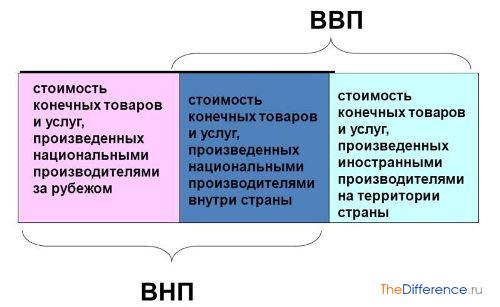 ВВП
стоимость
конечных товаров
и услуг,
произведенных
национальными
производителями
за рубежом
стоимость
конечных товаров
и услуг,
произведенных
национальными
производителями
внутри страны
стоимость
конечных товаров
и услуг,
произведенных
иностранными
производителями
на территории
страны
ВНП
TheDifference.ru